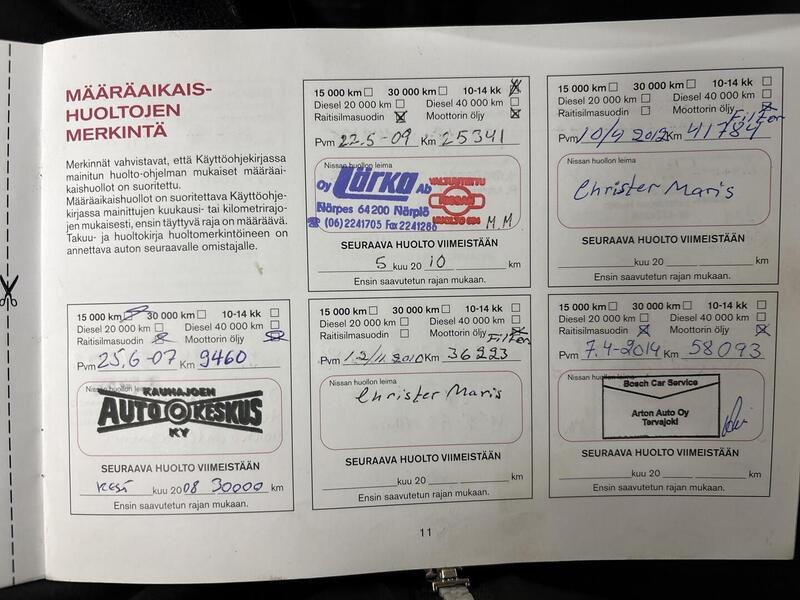 MÄÄRÄAIKAIS-
HUOLTOJEN
MERKINTÄ
Merkinnät vahvistavat, että Käyttöohjekirjassa
mainitun huolto-ohjelman mukaiset määräai-
kaishuollot on suoritettu.
Määräaikaishuollot on suoritettava Käyttöohje-
kirjassa mainittujen kuukausi- tai kilometrirajo-
jen mukaisesti, ensin täyttyvä raja on määräävä.
Takuu- ja huoltokirja huoltomerkintöineen on
annettava auton seuraavalle omistajalle.
15 000 km 30 000 km 10-14 kk
Diesel 20 000 km Diesel 40 000 km
Raitisilmasuodin Moottorin öljy
Pvm 22.5-09 Km 25341
Nissan huollon leima
Oy Lörka Ab
Närpes 64200 Närpiö
(06) 2241705 Fax 2241286
VALTUUTETTU
NISSAN
HUOLTO
M.M
SEURAAVA HUOLTO VIIMEISTÄÄN
5 kuu 20 10 km
Ensin saavutetun rajan mukaan.
15 000 km 30 000 km 10-14 kk
Diesel 20 000 km Diesel 40 000 km
Raitisilmasuodin Moottorin öljy
Filter
Pvm 10/4 2012 Km 41784
Nissan huollon leima
Christer Maris
SEURAAVA HUOLTO VIIMEISTÄÄN
kuu 20 km
Ensin saavutetun rajan mukaan.
15 000 km 30 000 km 10-14 kk
Diesel 20 000 km Diesel 40 000 km
Raitisilmasuodin Moottorin öljy
Pvm 25.6-07 Km 9460
Nissan huollon leima
KAUHAJOEN
AUTOKESKUS
KY
SEURAAVA HUOLTO VIIMEISTÄÄN
Kesä kuu 2008 30000 km
Ensin saavutetun rajan mukaan.
15 000 km 30 000 km 10-14 kk
Diesel 20 000 km Diesel 40 000 km
Raitisilmasuodin Moottorin öljy
Filter
Pvm 12/11 2010 Km 36223
Nissan huollon leima
Christer Maris
SEURAAVA HUOLTO VIIMEISTÄÄN
kuu 20 km
Ensin saavutetun rajan mukaan.
15 000 km 30 000 km 10-14 kk
Diesel 20 000 km Diesel 40 000 km
Raitisilmasuodin Moottorin öljy
Pvm 7.4-2014 Km 58093
Nissan huollon leima
Bosch Car Service
Arton Auto Oy
Tervajoki
SEURAAVA HUOLTO VIIMEISTÄÄN
kuu 20 km
Ensin saavutetun rajan mukaan.
11